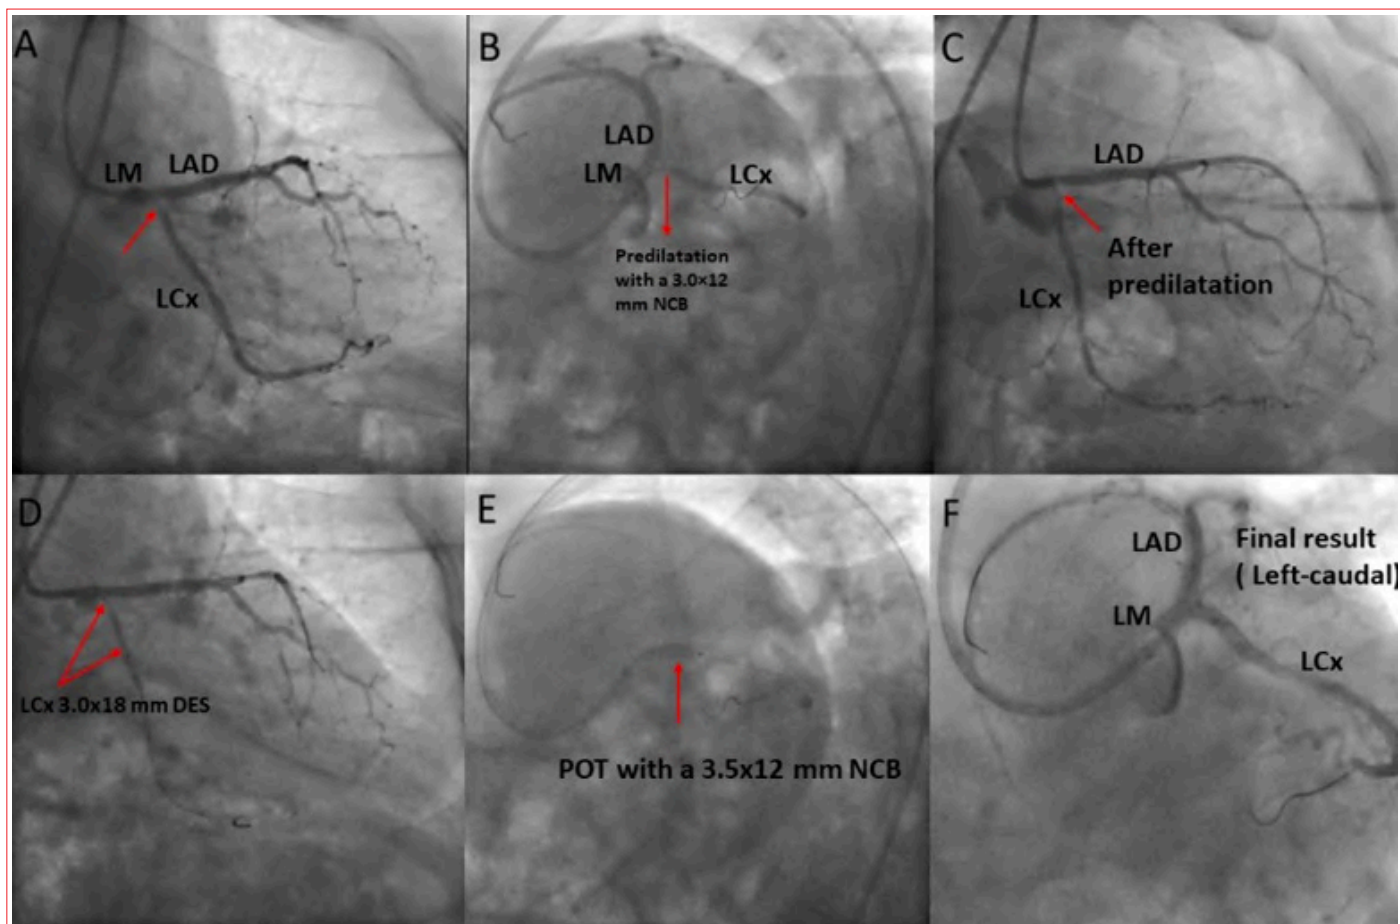 A
LM
LAD
LCx
B
LAD
LM
LCx
Predilatation
with a 3.0×12
mm NCB
C
LAD
LCx
After
predilatation
D
LCx 3.0x18 mm DES
E
POT with a 3.5x12 mm NCB
F
LAD
LM
LCx
Final result
( Left-caudal)